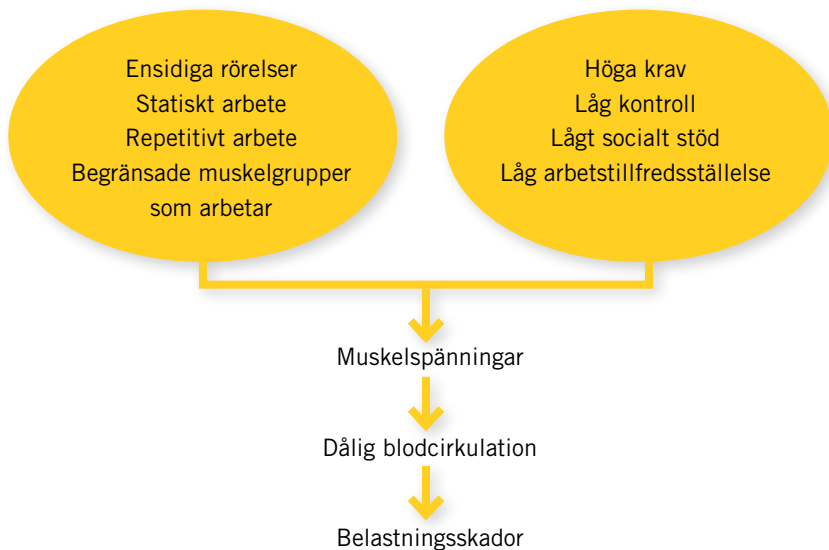 Ensidiga rörelser
Statiskt arbete
Repetitivt arbete
Begränsade muskelgrupper
som arbetar
Höga krav
Låg kontroll
Lågt socialt stöd
Låg arbetstillfredsställelse
Muskelspänningar
Dålig blodcirkulation
Belastningsskador